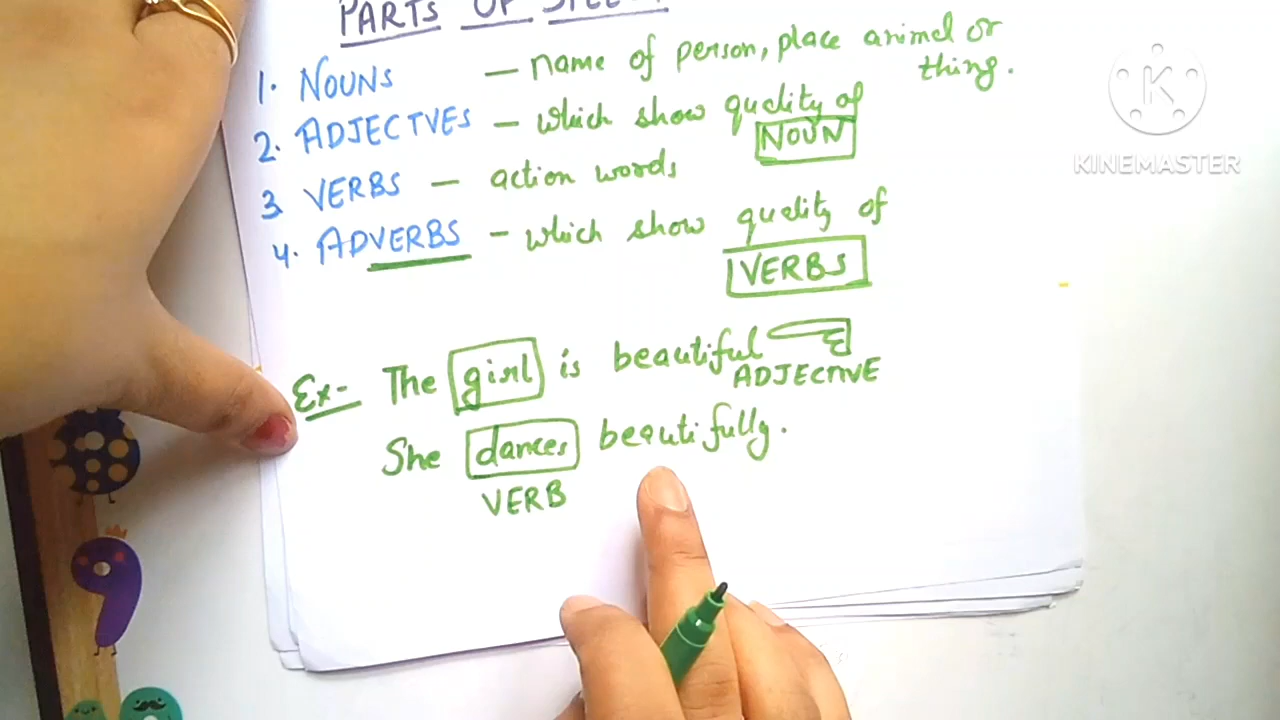 PARTS OF SPEECH
1. NOUNS — name of person, place animal or
thing.
2. ADJECTVES — which show quality of
NOUN
3 VERBS — action words
4. ADVERBS — which show quality of
VERBS
Ex- The girl is beautiful
ADJECTIVE
She dances beautifully.
VERB
K
KINEMASTER